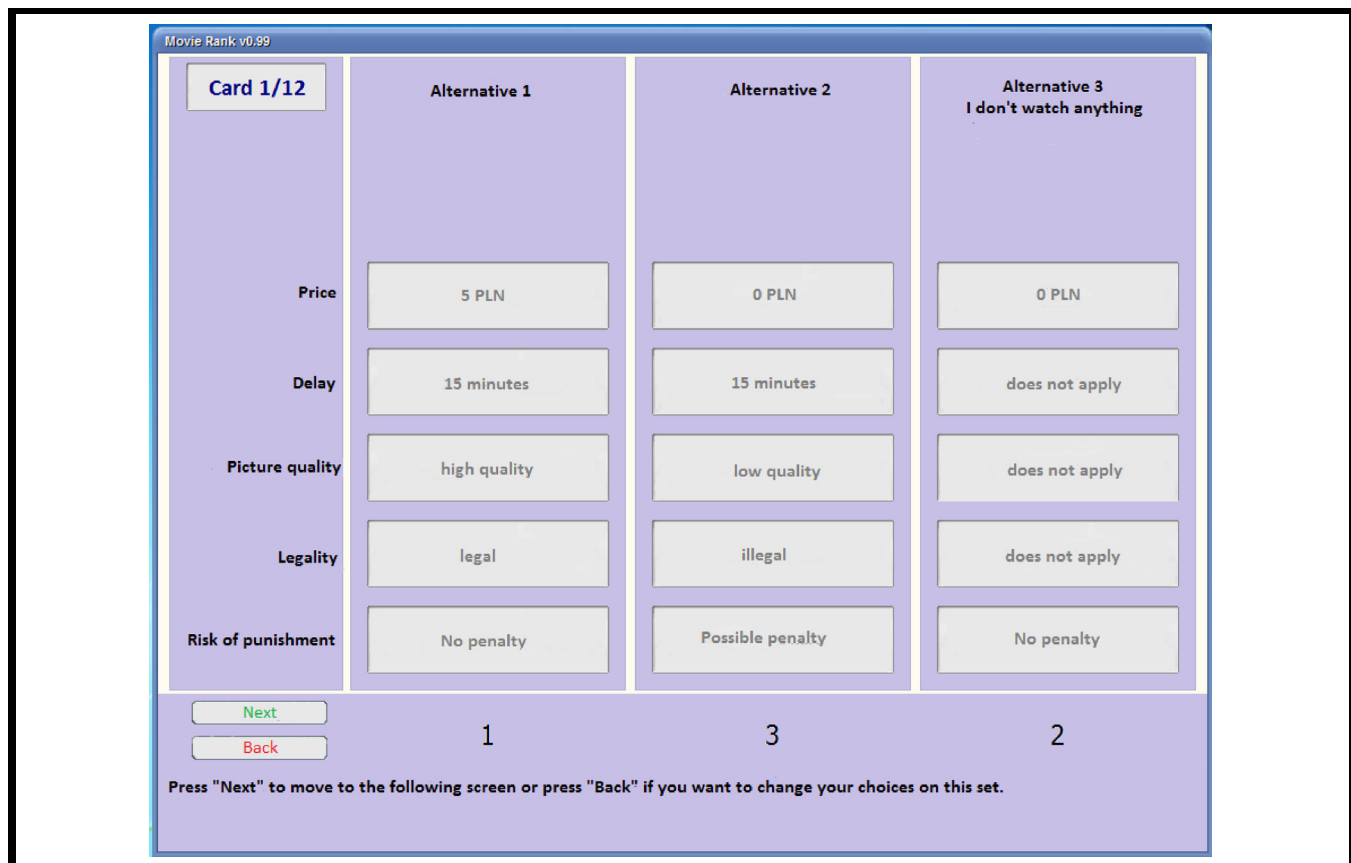 Movie Rank v0.99
Card 1/12
Alternative 1
Alternative 2
Alternative 3
I don't watch anything
Price
5 PLN
0 PLN
0 PLN
Delay
15 minutes
15 minutes
does not apply
Picture quality
high quality
low quality
does not apply
Legality
legal
illegal
does not apply
Risk of punishment
No penalty
Possible penalty
No penalty
Next
Back
1
3
2
Press "Next" to move to the following screen or press "Back" if you want to change your choices on this set.